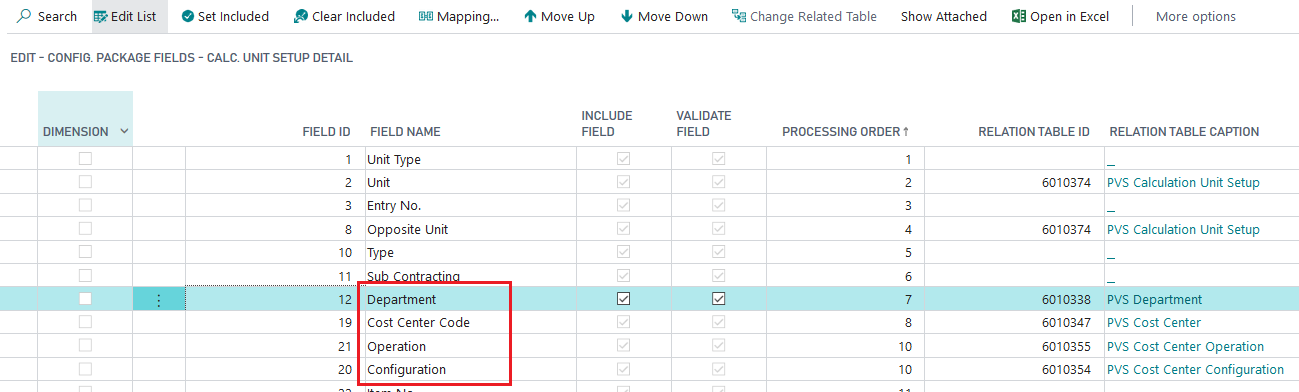 Search Edit List Set Included Clear Included Mapping... Move Up Move Down Change Related Table Show Attached Open in Excel More options
EDIT - CONFIG. PACKAGE FIELDS - CALC. UNIT SETUP DETAIL
DIMENSION FIELD ID FIELD NAME INCLUDE FIELD VALIDATE FIELD PROCESSING ORDER↑ RELATION TABLE ID RELATION TABLE CAPTION
1 Unit Type 1 _
2 Unit 2 6010374 PVS Calculation Unit Setup
3 Entry No. 3 _
8 Opposite Unit 4 6010374 PVS Calculation Unit Setup
10 Type 5 _
11 Sub Contracting 6 _
12 Department 7 6010338 PVS Department
19 Cost Center Code 8 6010347 PVS Cost Center
21 Operation 10 6010355 PVS Cost Center Operation
20 Configuration 10 6010354 PVS Cost Center Configuration